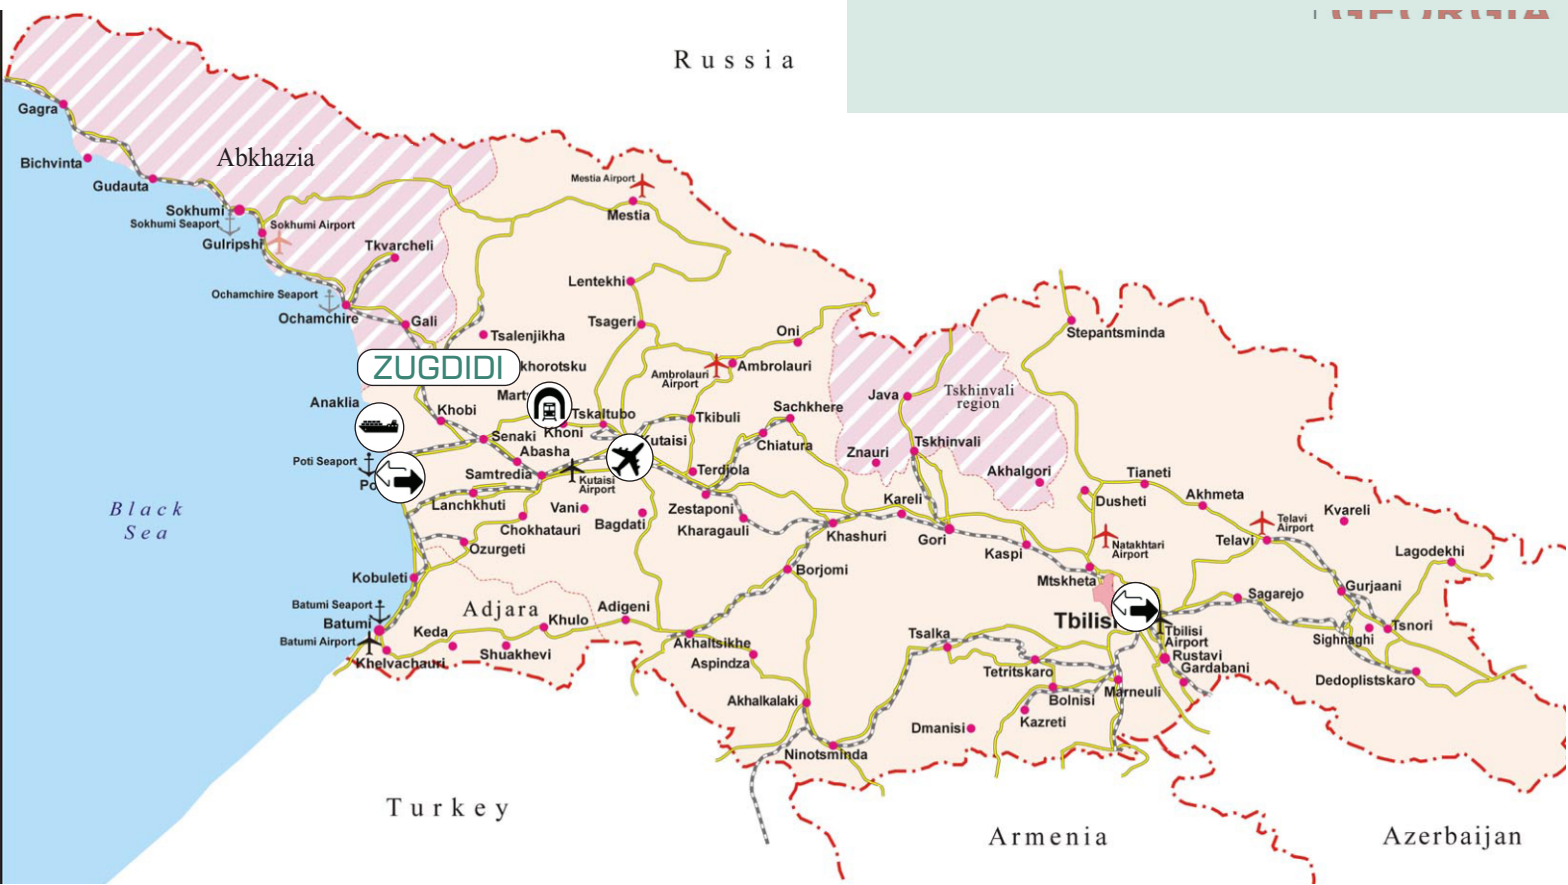 GEORGIA
Russia
Gagra
Abkhazia
Bichvinta
Gudauta
Mestia Airport
Sokhumi
Sokhumi Seaport
Sokhumi Airport
Mestia
Gulripshi
Tkvarcheli
Lentekhi
Ochamchire Seaport
Ochamchire
Gali
Tsageri
Tsalenjikha
Oni
Stepantsminda
ZUGDIDI
khorotsku
Ambrolauri
Ambrolauri
Airport
Java
Tskhinvali
region
Anaklia
Mart
Khobi
Tskaltubo
Tkibuli
Sachkhere
Khoni
Senaki
Kutaisi
Chiatura
Tskhinvali
Abasha
Znauri
Poti Seaport
Po
Samtredia
Kutaisi
Airport
Terdjola
Akhalgori
Tianeti
Lanchkhuti
Vani
Zestaponi
Kareli
Dusheti
Akhmeta
Kvareli
Black
Sea
Chokhatauri
Bagdati
Kharagauli
Khashuri
Gori
Telavi
Airport
Telavi
Ozurgeti
Kaspi
Natakhtari
Airport
Lagodekhi
Kobuleti
Borjomi
Mtskheta
Gurjaani
Batumi Seaport
Batumi
Adjara
Adigeni
Sagarejo
Khulo
Tbilisi
Tbilisi
Airport
Tsnori
Sighnaghi
Batumi Airport
Keda
Tsalka
Khelvachauri
Shuakhevi
Akhaltsikhe
Aspindza
Rustavi
Gardabani
Tetritskaro
Dedoplistskaro
Akhalkalaki
Marneuli
Bolnisi
Dmanisi
Kazreti
Ninotsminda
Turkey
Armenia
Azerbaijan